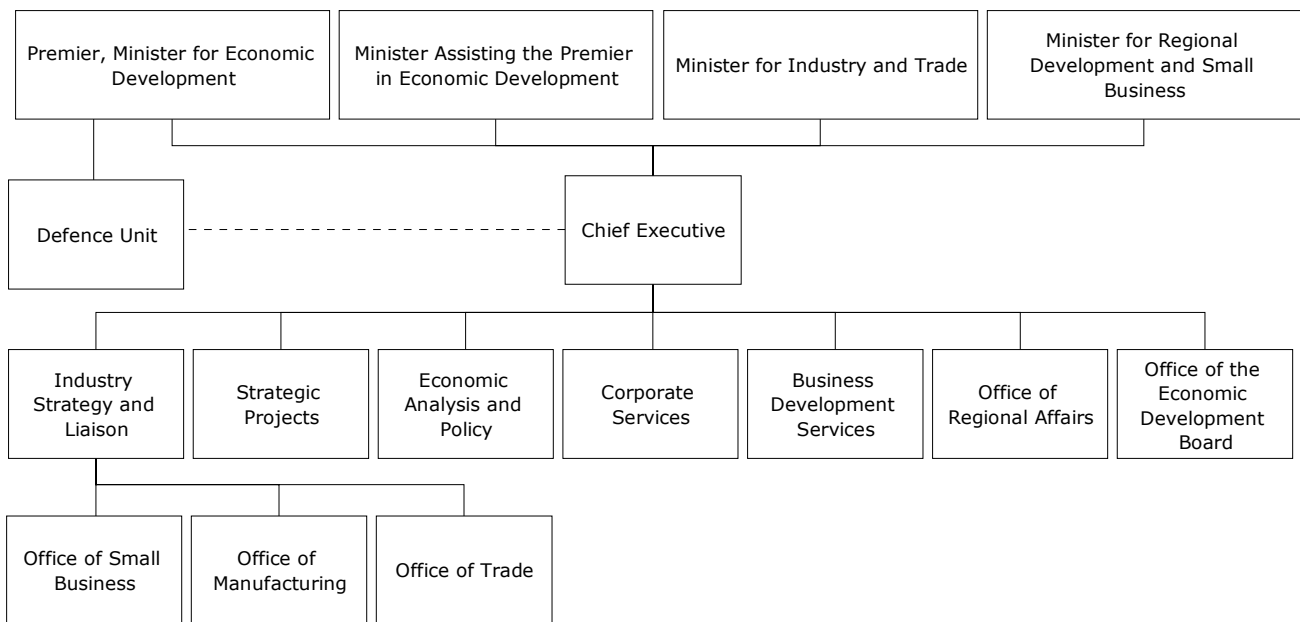 Premier, Minister for Economic
Development
Minister Assisting the Premier
in Economic Development
Minister for Industry and Trade
Minister for Regional
Development and Small
Business
Defence Unit
Chief Executive
Industry
Strategy and
Liaison
Strategic
Projects
Economic
Analysis and
Policy
Corporate
Services
Business
Development
Services
Office of
Regional Affairs
Office of the
Economic
Development
Board
Office of Small
Business
Office of
Manufacturing
Office of Trade